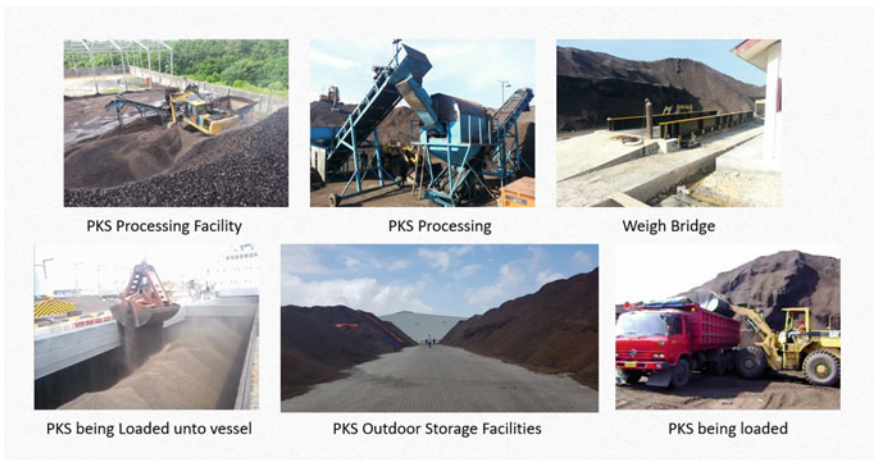 PKS Processing Facility
PKS Processing
Weigh Bridge
PKS being Loaded unto vessel
PKS Outdoor Storage Facilities
PKS being loaded